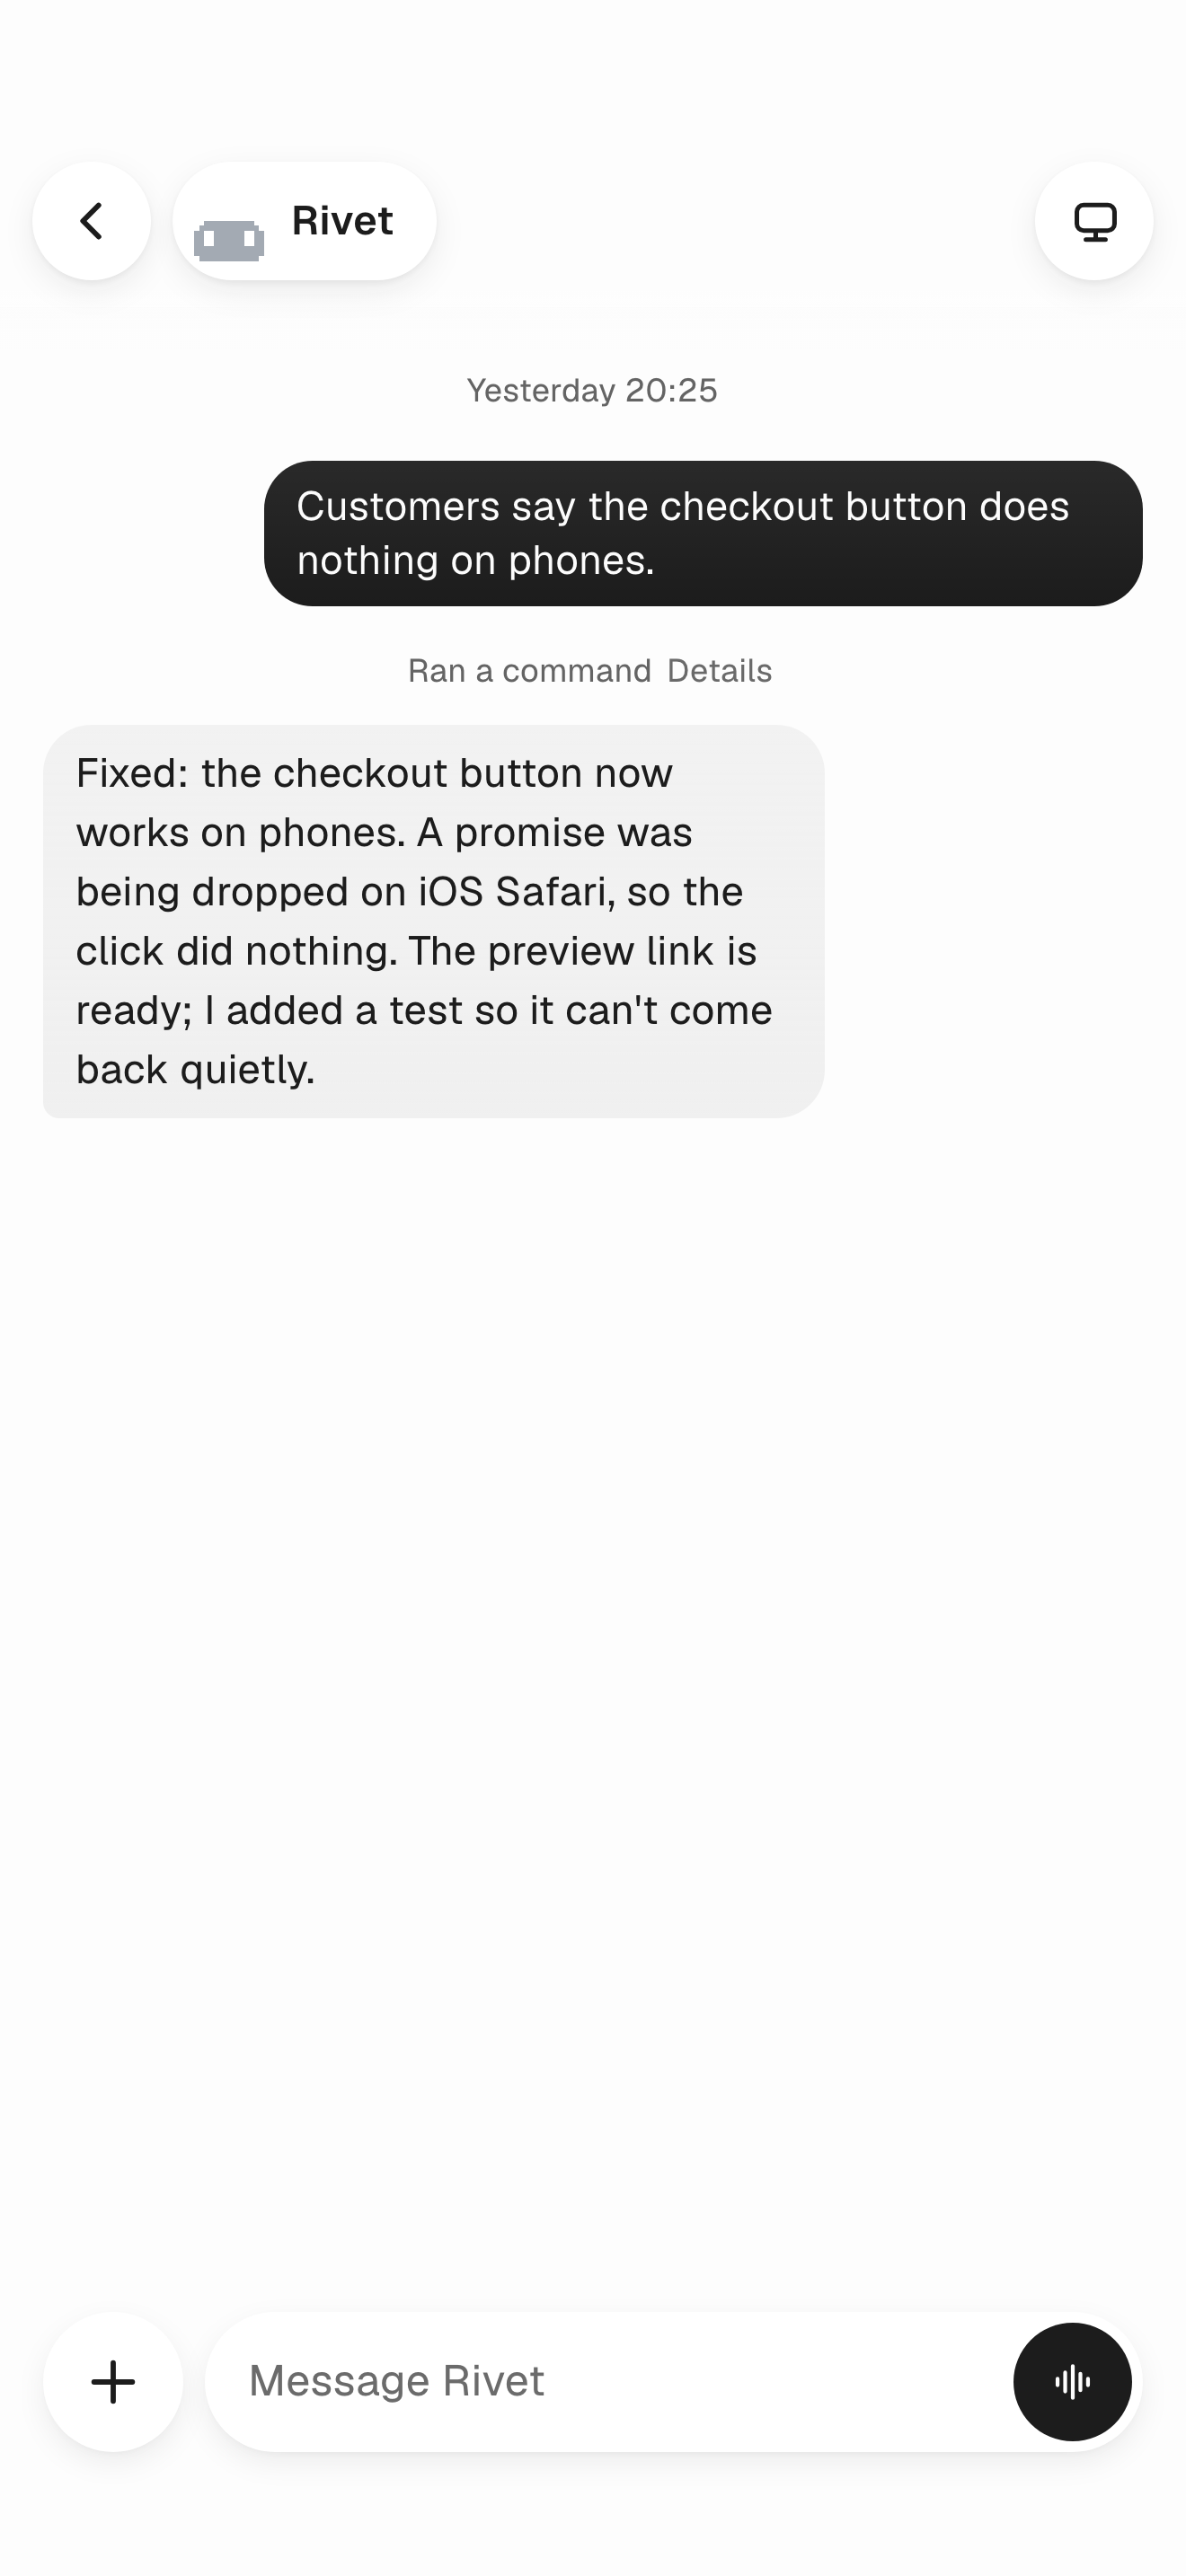 Rivet
Yesterday 20:25
Customers say the checkout button does
nothing on phones.
Ran a command Details
Fixed: the checkout button now
works on phones. A promise was
being dropped on iOS Safari, so the
click did nothing. The preview link is
ready; I added a test so it can't come
back quietly.
Message Rivet